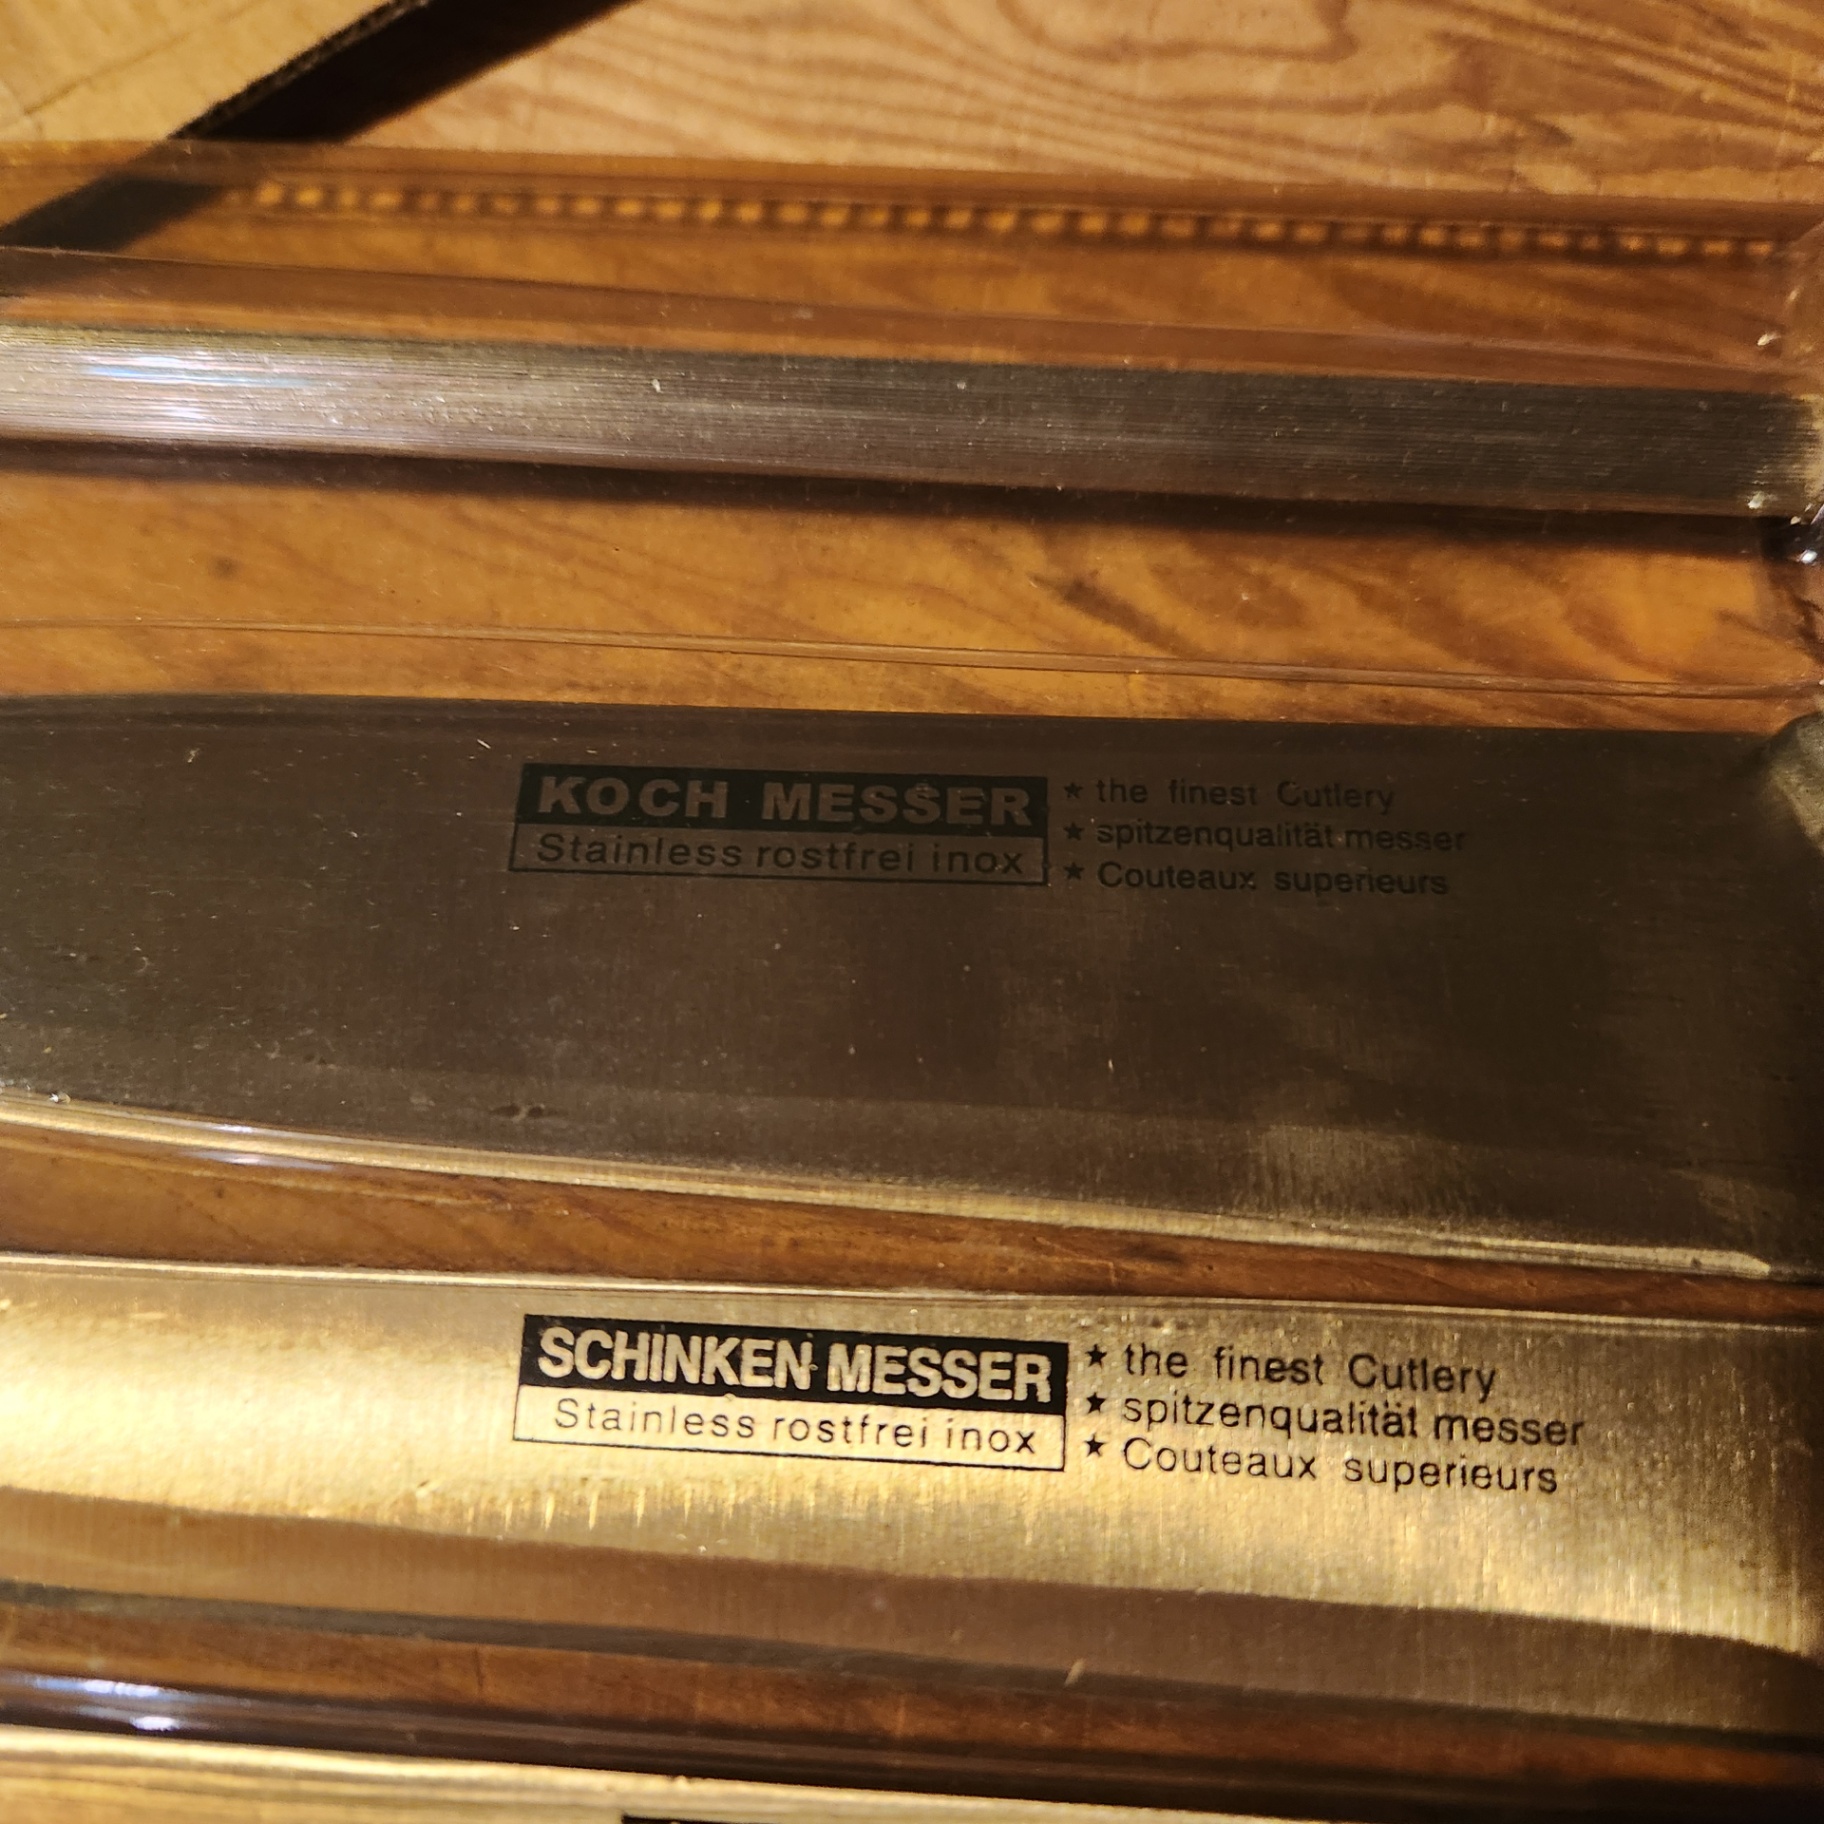 KOCH MESSER
Stainless rostfrei inox
★ the finest Cutlery
★ spitzenqualität messer
★ Couteaux superieurs
SCHINKEN MESSER
Stainless rostfrei inox
★ the finest Cutlery
★ spitzenqualität messer
★ Couteaux superieurs